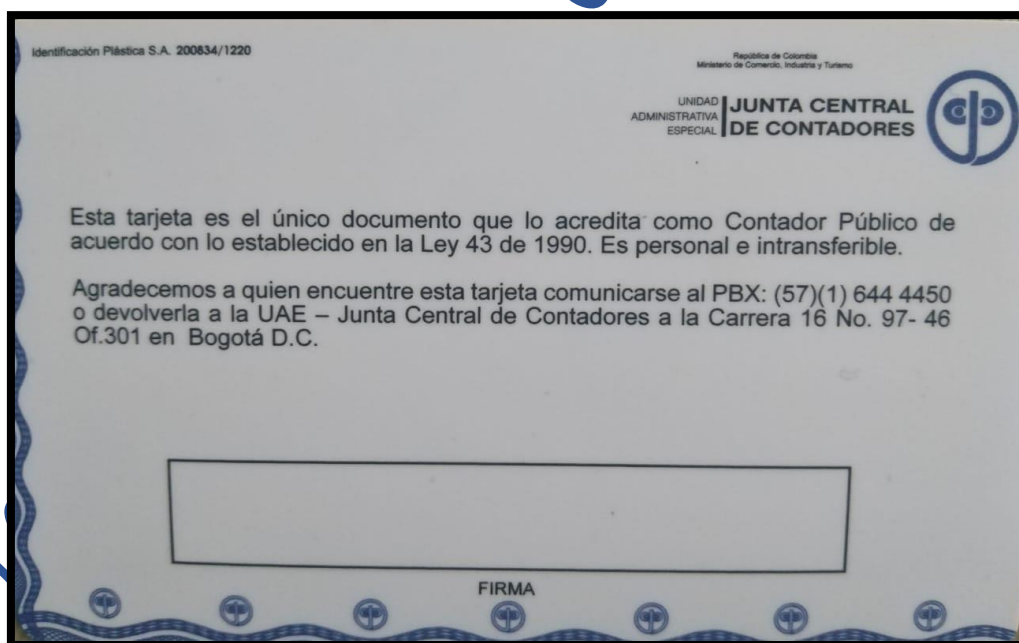 Identificación Plástica S.A. 200834/1220
República de Colombia
Ministerio de Comercio, Industria y Turismo
UNIDAD
ADMINISTRATIVA
ESPECIAL
JUNTA CENTRAL
DE CONTADORES
Esta tarjeta es el único documento que lo acredita como Contador Público de
acuerdo con lo establecido en la Ley 43 de 1990. Es personal e intransferible.
Agradecemos a quien encuentre esta tarjeta comunicarse al PBX: (57)(1) 644 4450
o devolverla a la UAE – Junta Central de Contadores a la Carrera 16 No. 97- 46
Of.301 en Bogotá D.C.
FIRMA